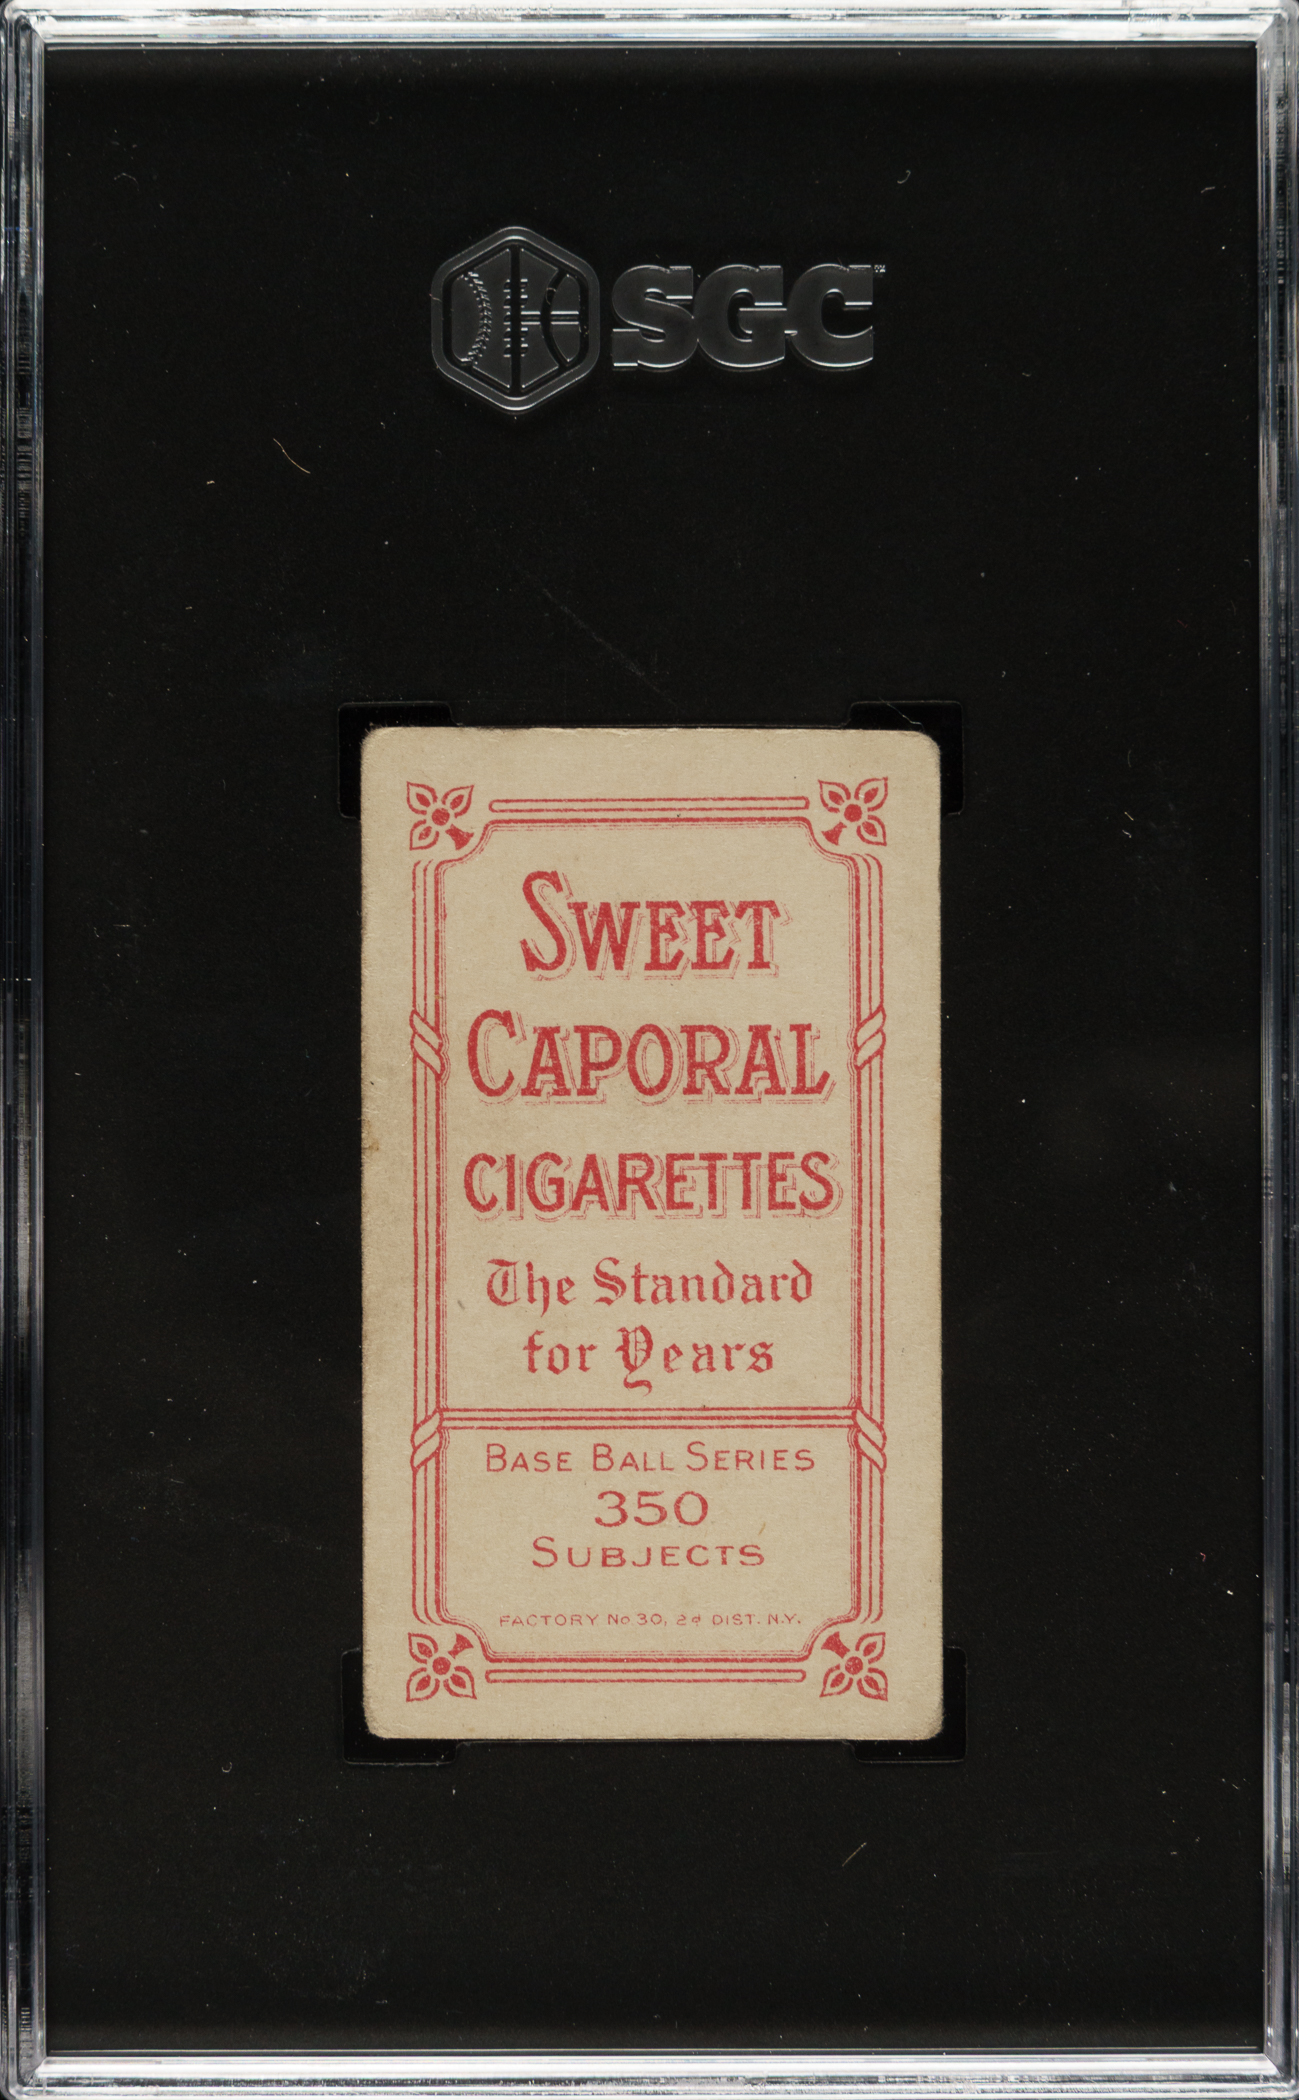 SGC
SWEET
CAPORAL
CIGARETTES
The Standard
for Years
BASE BALL SERIES
350
SUBJECTS
FACTORY No 30, 2d DIST. N.Y.